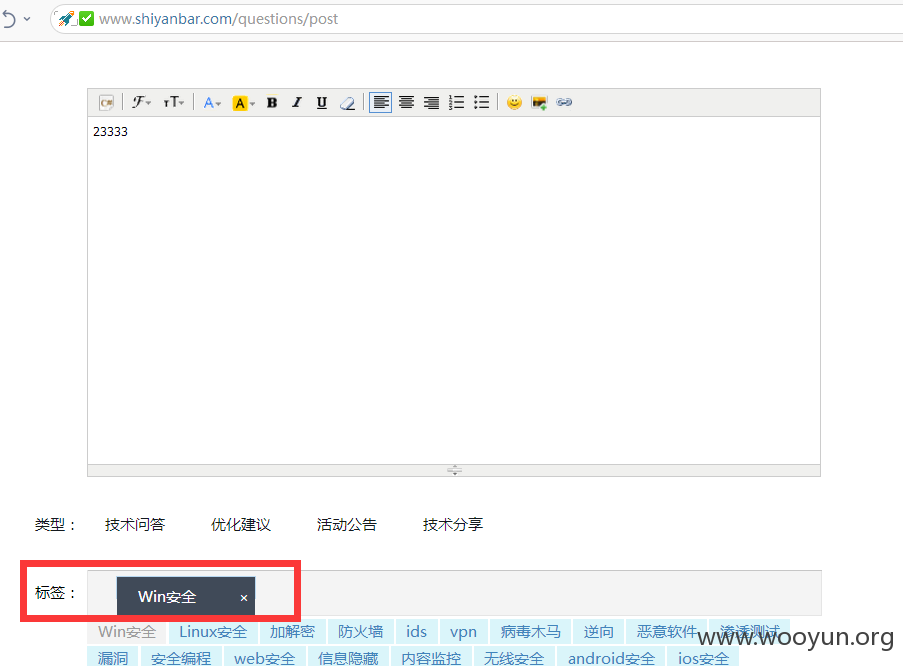 www.shiyanbar.com/questions/post
23333
类型： 技术问答 优化建议 活动公告 技术分享
标签： Win安全 ×
Win安全 Linux安全 加解密 防火墙 ids vpn 病毒木马 逆向 恶意软件 渗透测试
www.wooyun.org
漏洞 安全编程 web安全 信息隐藏 内容监控 无线安全 android安全 ios安全